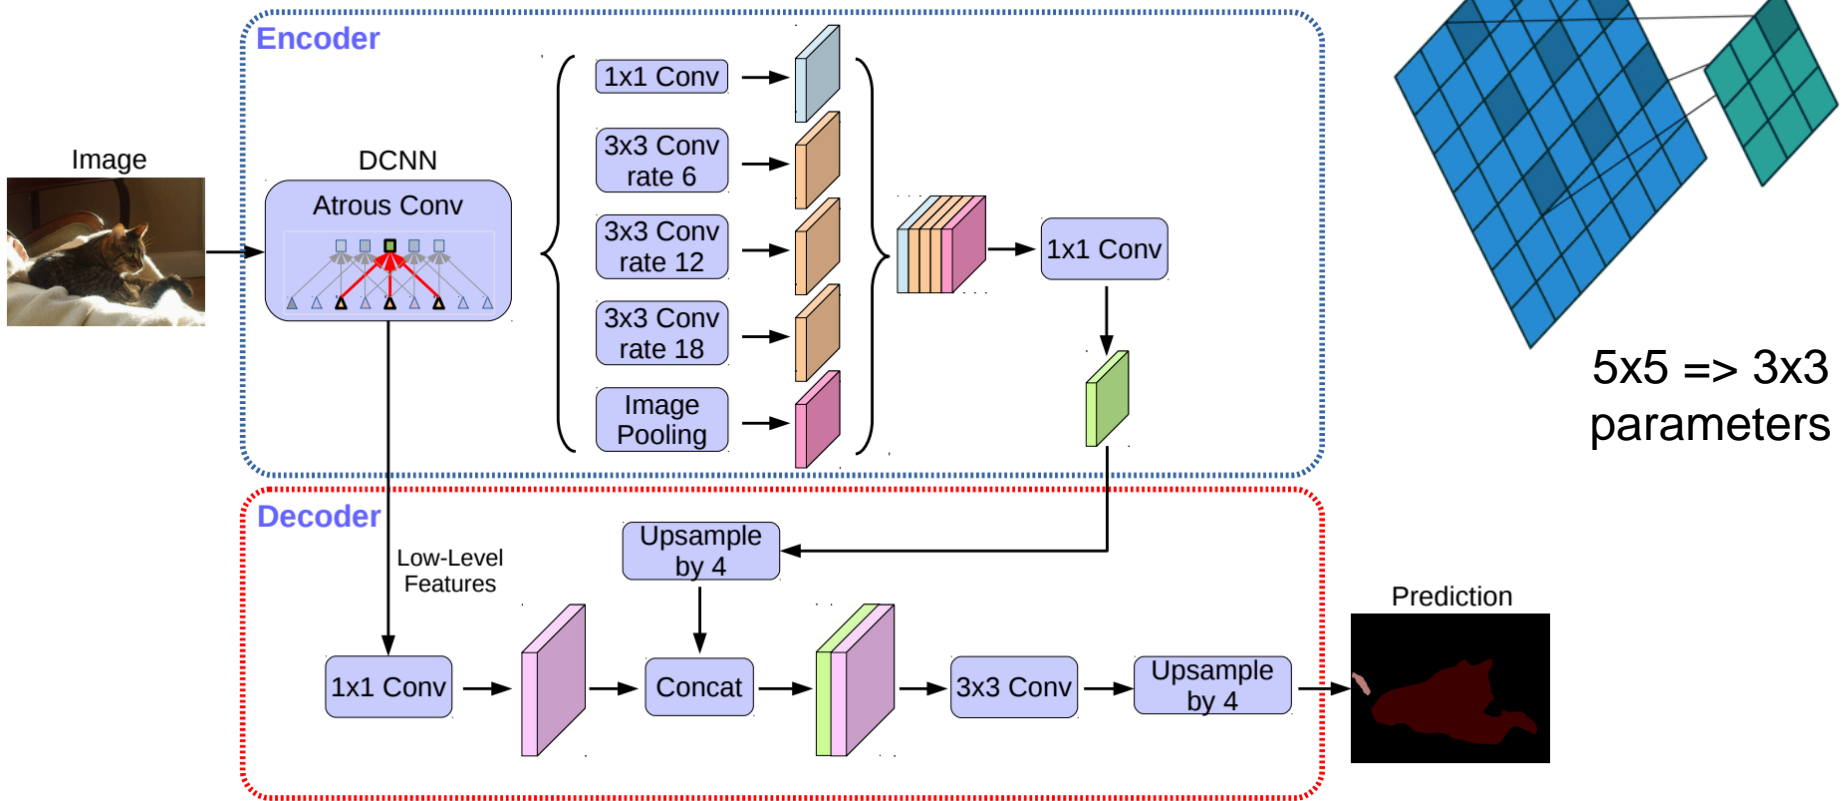 Encoder
Image
DCNN
Atrous Conv
1x1 Conv
3x3 Conv
rate 6
3x3 Conv
rate 12
3x3 Conv
rate 18
Image
Pooling
1x1 Conv
5x5 => 3x3
parameters
Decoder
Low-Level
Features
Upsample
by 4
1x1 Conv
Concat
3x3 Conv
Upsample
by 4
Prediction